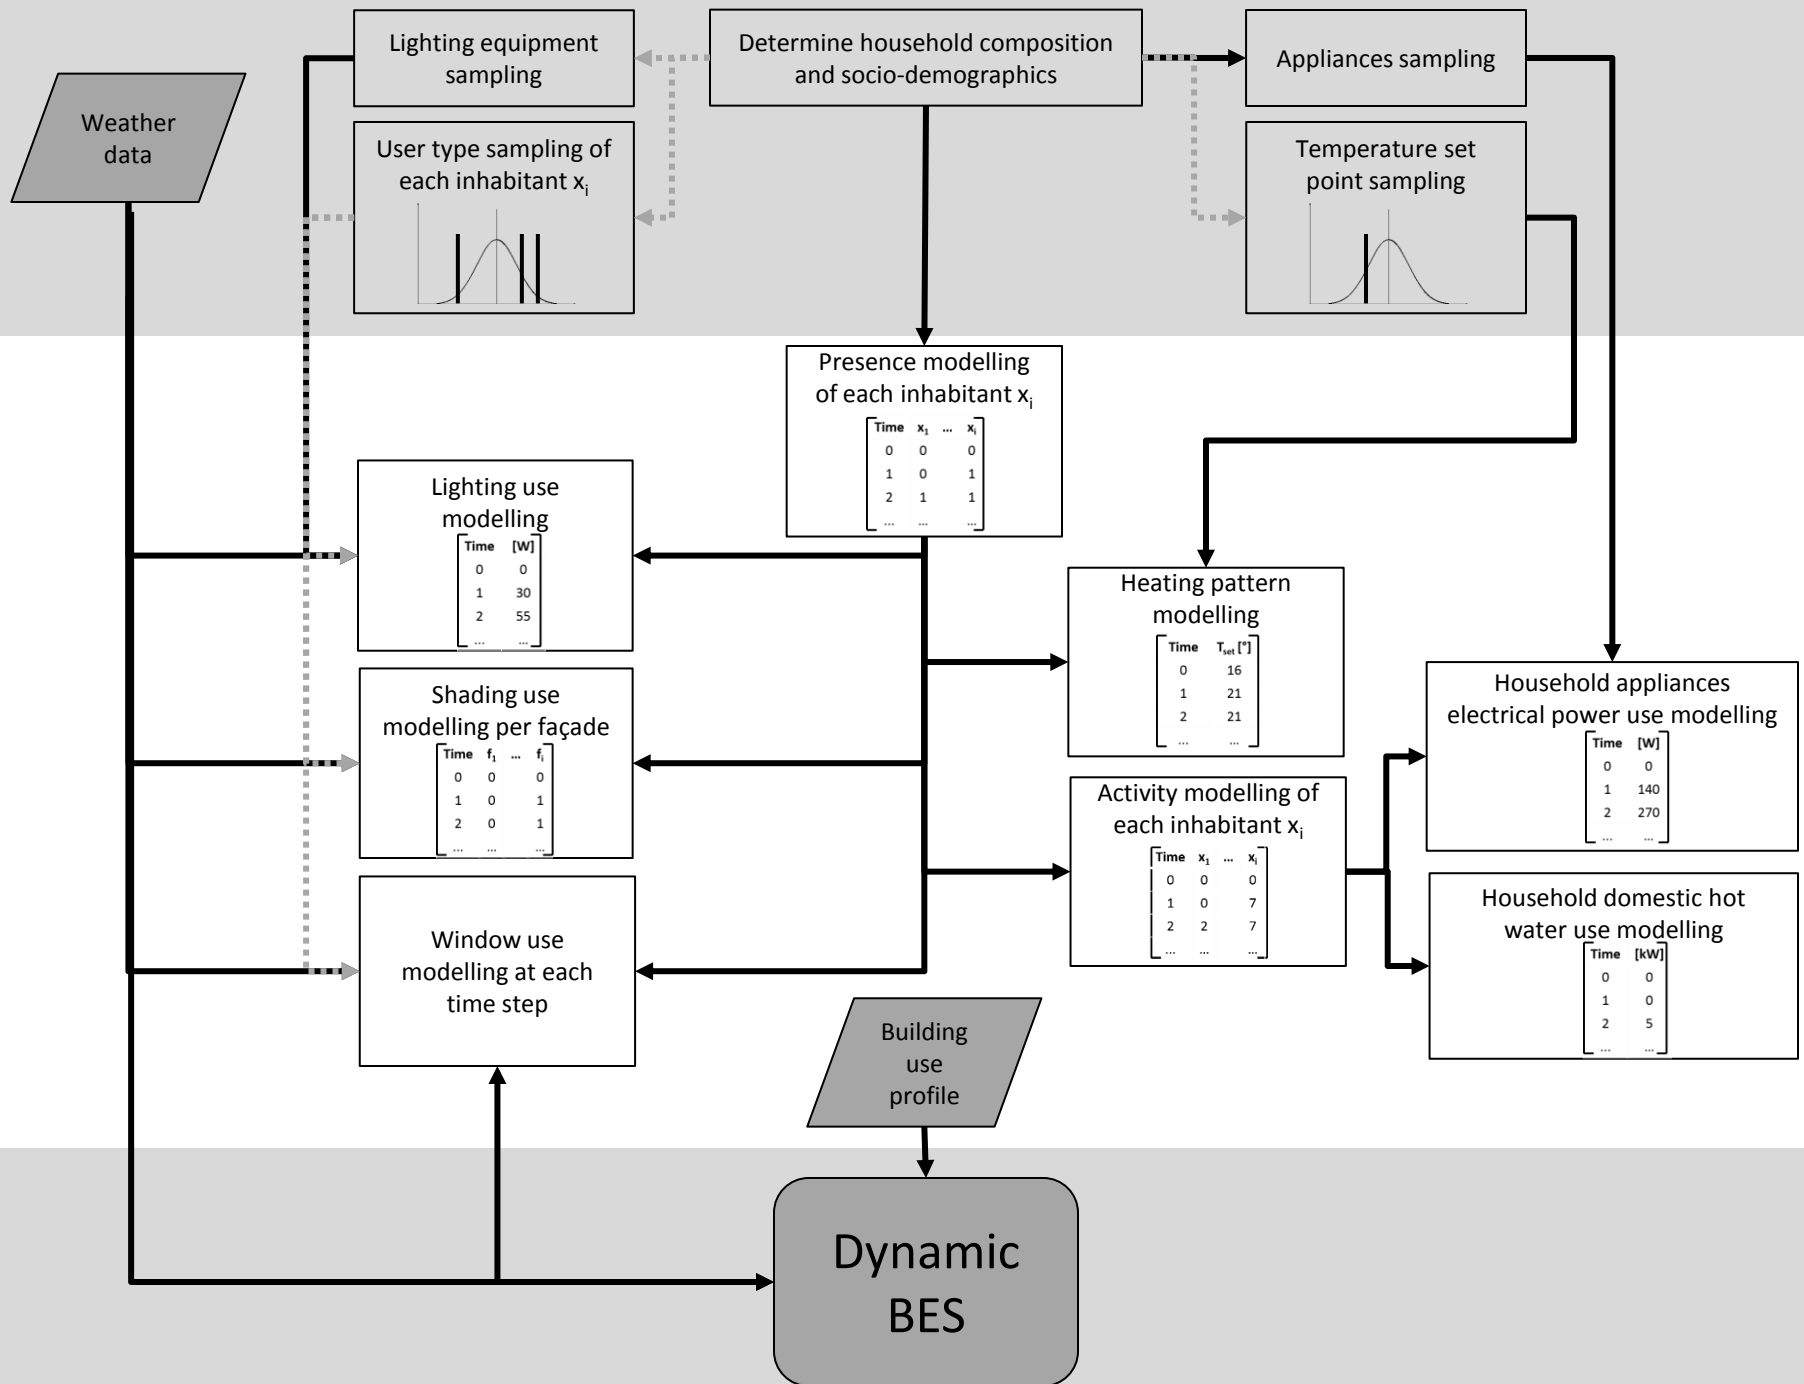 Lighting equipment
sampling
Determine household composition
and socio-demographics
Appliances sampling
Weather
data
User type sampling of
each inhabitant xi
Temperature set
point sampling
Presence modelling
of each inhabitant xi
Time x1 ... xi
0 0 0
1 0 1
2 1 1
... ... ...
Lighting use
modelling
Time [W]
0 0
1 30
2 55
... ...
Heating pattern
modelling
Time Tset [°]
0 16
1 21
2 21
... ...
Shading use
modelling per façade
Time f1 ... fi
0 0 0
1 0 1
2 0 1
... ... ...
Household appliances
electrical power use modelling
Time [W]
0 0
1 140
2 270
... ...
Activity modelling of
each inhabitant xi
Time x1 ... xi
0 0 0
1 0 7
2 2 7
... ... ...
Household domestic hot
water use modelling
Time [kW]
0 0
1 0
2 5
... ...
Window use
modelling at each
time step
Building
use
profile
Dynamic
BES